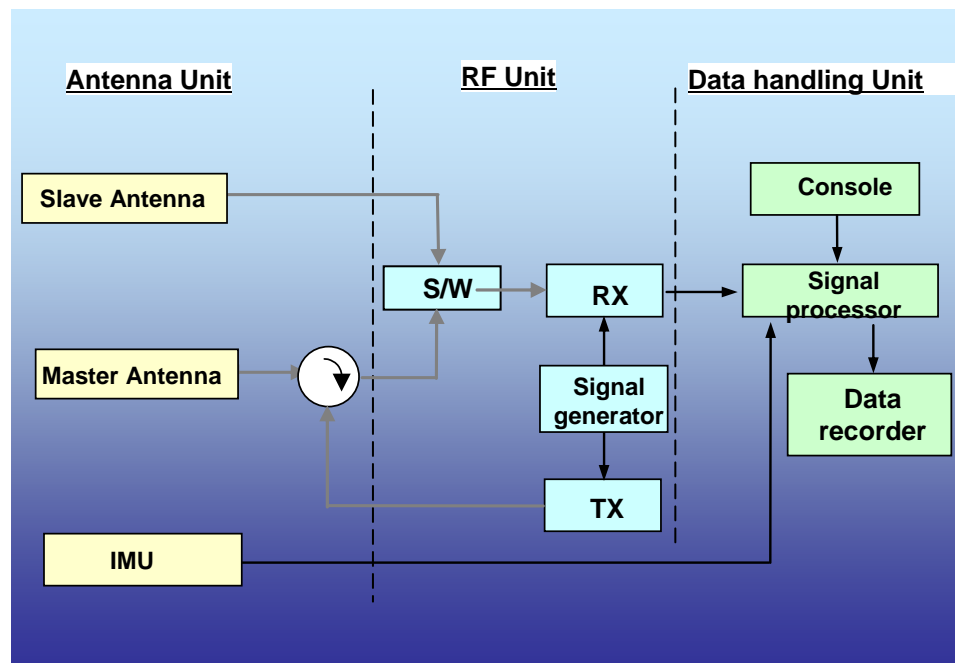 Antenna Unit
RF Unit
Data handling Unit
Slave Antenna
Console
S/W
RX
Signal
processor
Master Antenna
Signal
generator
Data
recorder
TX
IMU